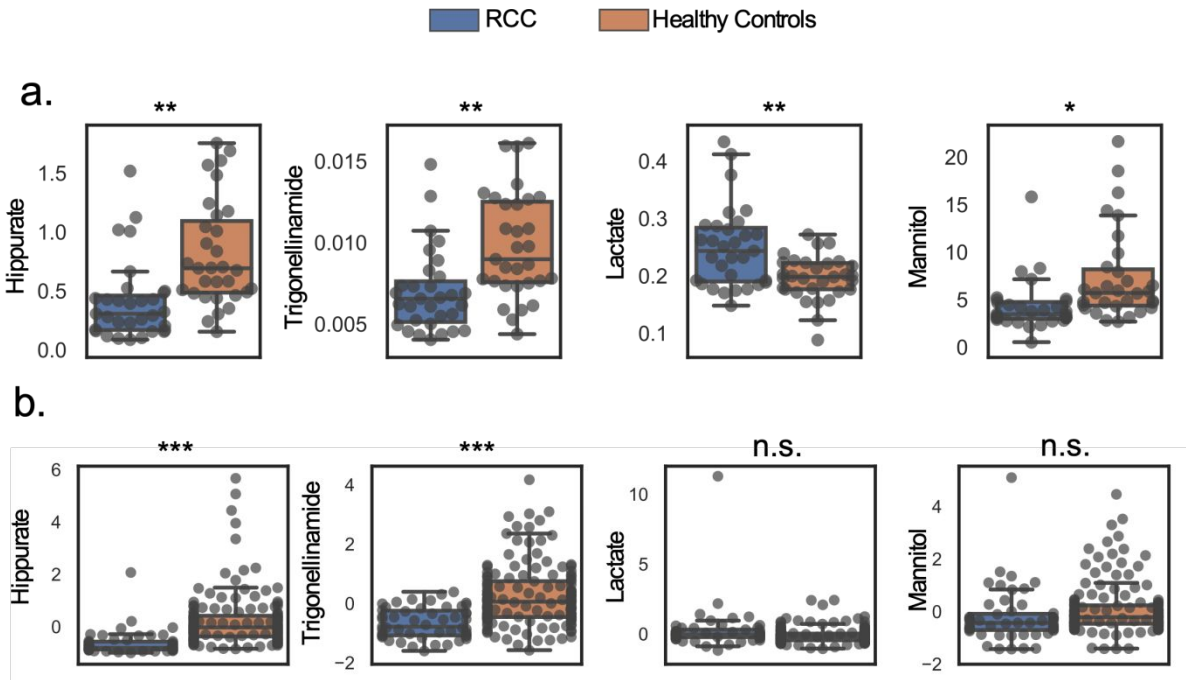 RCC
Healthy Controls
a.
**
**
**
*
Hippurate
1.5
1.0
0.5
0.0
Trigonellinamide
0.015
0.010
0.005
Lactate
0.4
0.3
0.2
0.1
Mannitol
20
15
10
5
0
b.
***
***
n.s.
n.s.
Hippurate
6
4
2
0
Trigonellinamide
4
2
0
−2
Lactate
10
5
0
Mannitol
4
2
0
−2